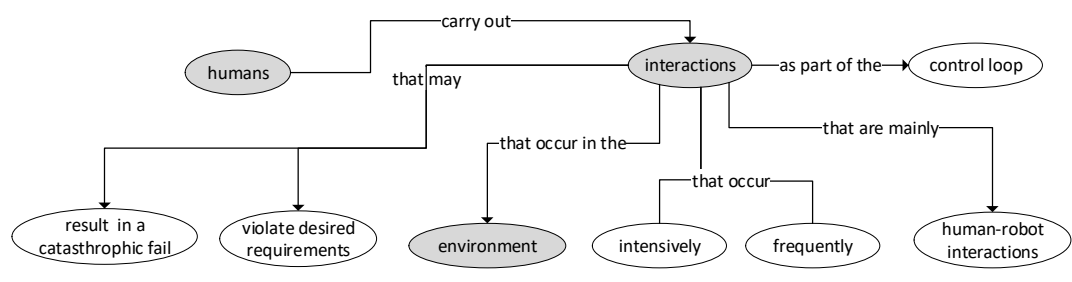 carry out
humans
interactions
as part of the
control loop
that may
that are mainly
that occur in the
that occur
result in a
catasthrophic fail
violate desired
requirements
environment
intensively
frequently
human-robot
interactions